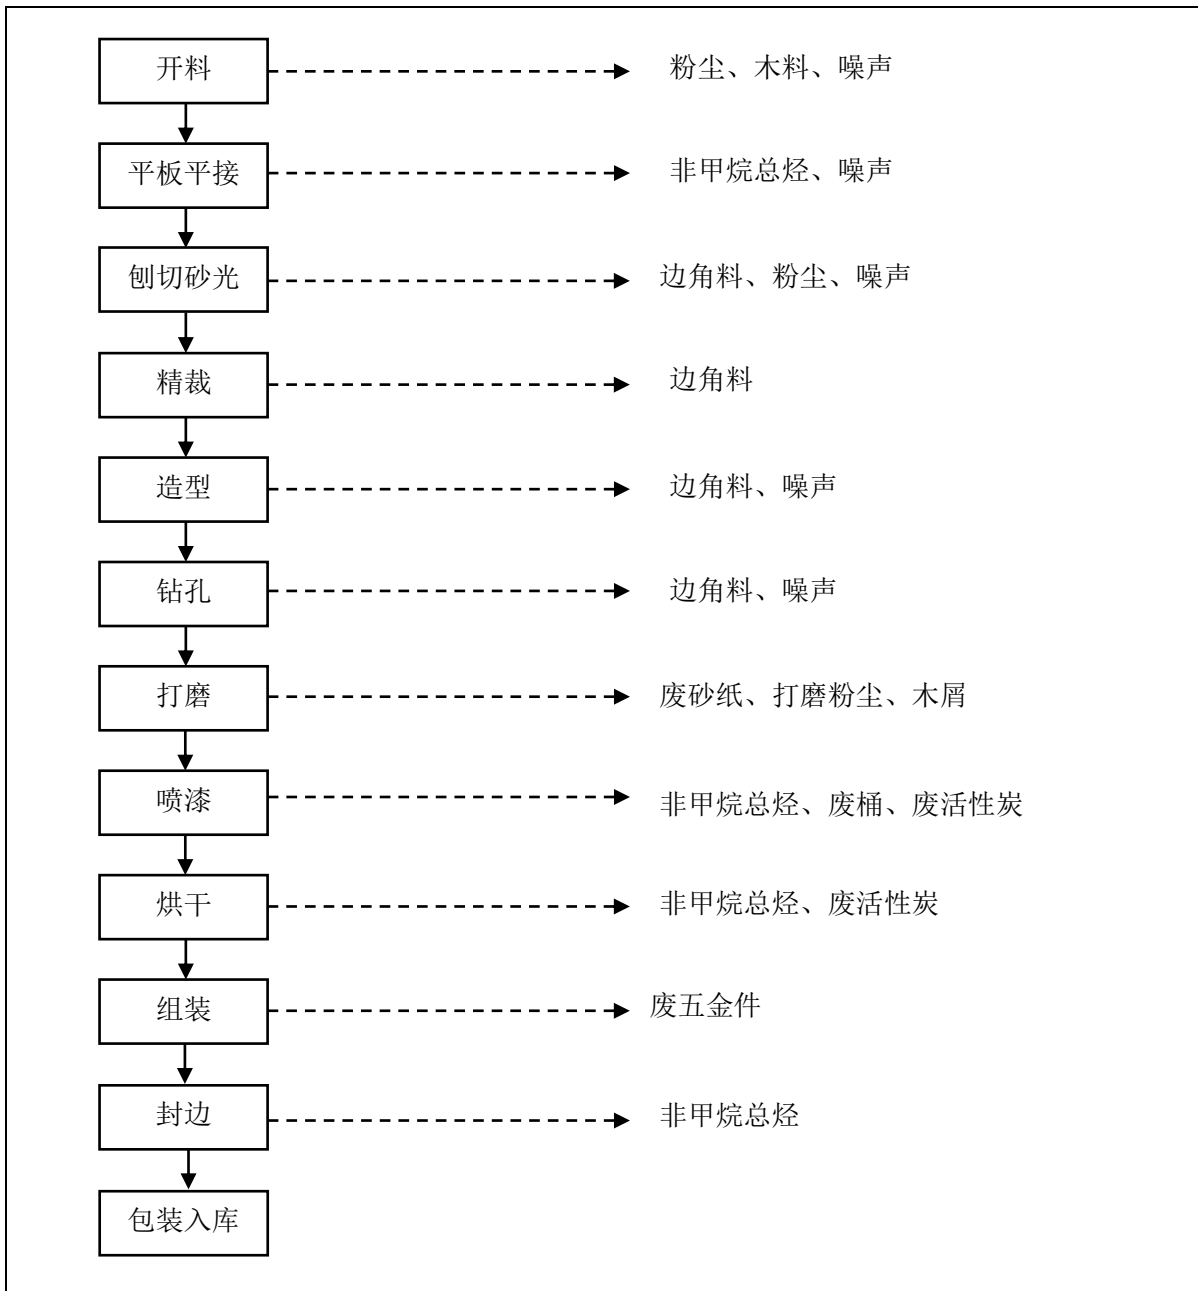 开料
粉尘、木料、噪声
平板平接
非甲烷总烃、噪声
刨切砂光
边角料、粉尘、噪声
精裁
边角料
造型
边角料、噪声
钻孔
边角料、噪声
打磨
废砂纸、打磨粉尘、木屑
喷漆
非甲烷总烃、废桶、废活性炭
烘干
非甲烷总烃、废活性炭
组装
废五金件
封边
非甲烷总烃
包装入库